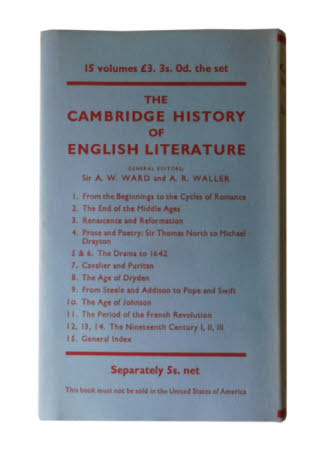 15 volumes £3. 3s. 0d. the set
THE
CAMBRIDGE HISTORY
OF
ENGLISH LITERATURE
GENERAL EDITORS:
Sir A. W. WARD and A. R. WALLER
1. From the Beginnings to the Cycles of Romance
2. The End of the Middle Ages
3. Renascence and Reformation
4. Prose and Poetry: Sir Thomas North to Michael
Drayton
5 & 6. The Drama to 1642
7. Cavalier and Puritan
8. The Age of Dryden
9. From Steele and Addison to Pope and Swift
10. The Age of Johnson
11. The Period of the French Revolution
12, 13, 14. The Nineteenth Century I, II, III
15. General Index
Separately 5s. net
This book must not be sold in the United States of America